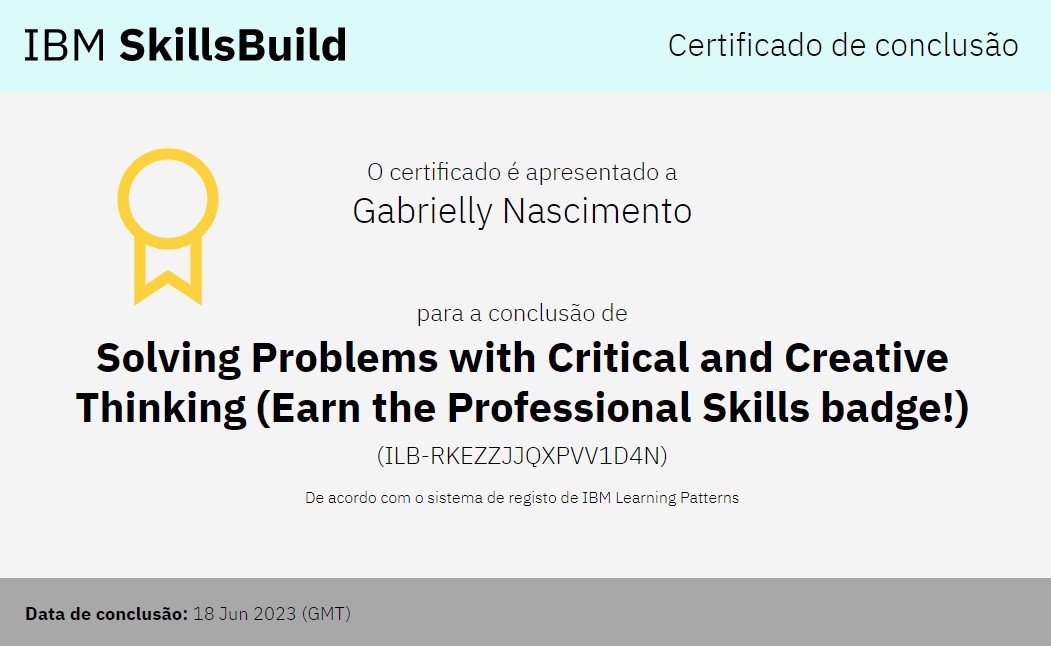 IBM SkillsBuild
Certificado de conclusão
O certificado é apresentado a
Gabrielly Nascimento
para a conclusão de
Solving Problems with Critical and Creative
Thinking (Earn the Professional Skills badge!)
(ILB-RKEZZJJQXPVV1D4N)
De acordo com o sistema de registo de IBM Learning Patterns
Data de conclusão: 18 Jun 2023 (GMT)